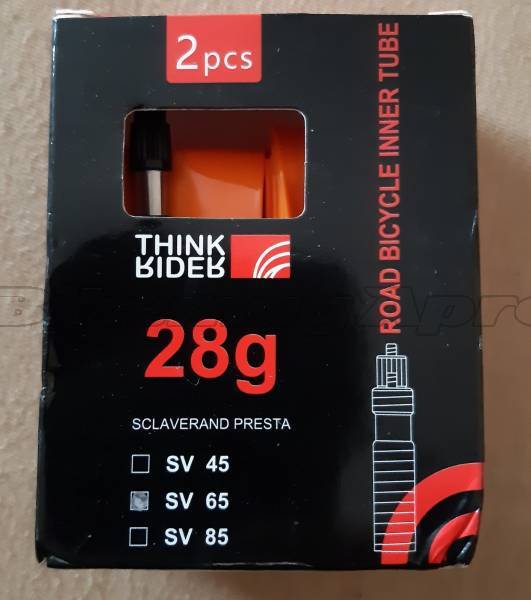 2pcs
THINK
RIDER
28g
SCLAVERAND PRESTA
SV 45
SV 65
SV 85
ROAD BICYCLE INNER TUBE